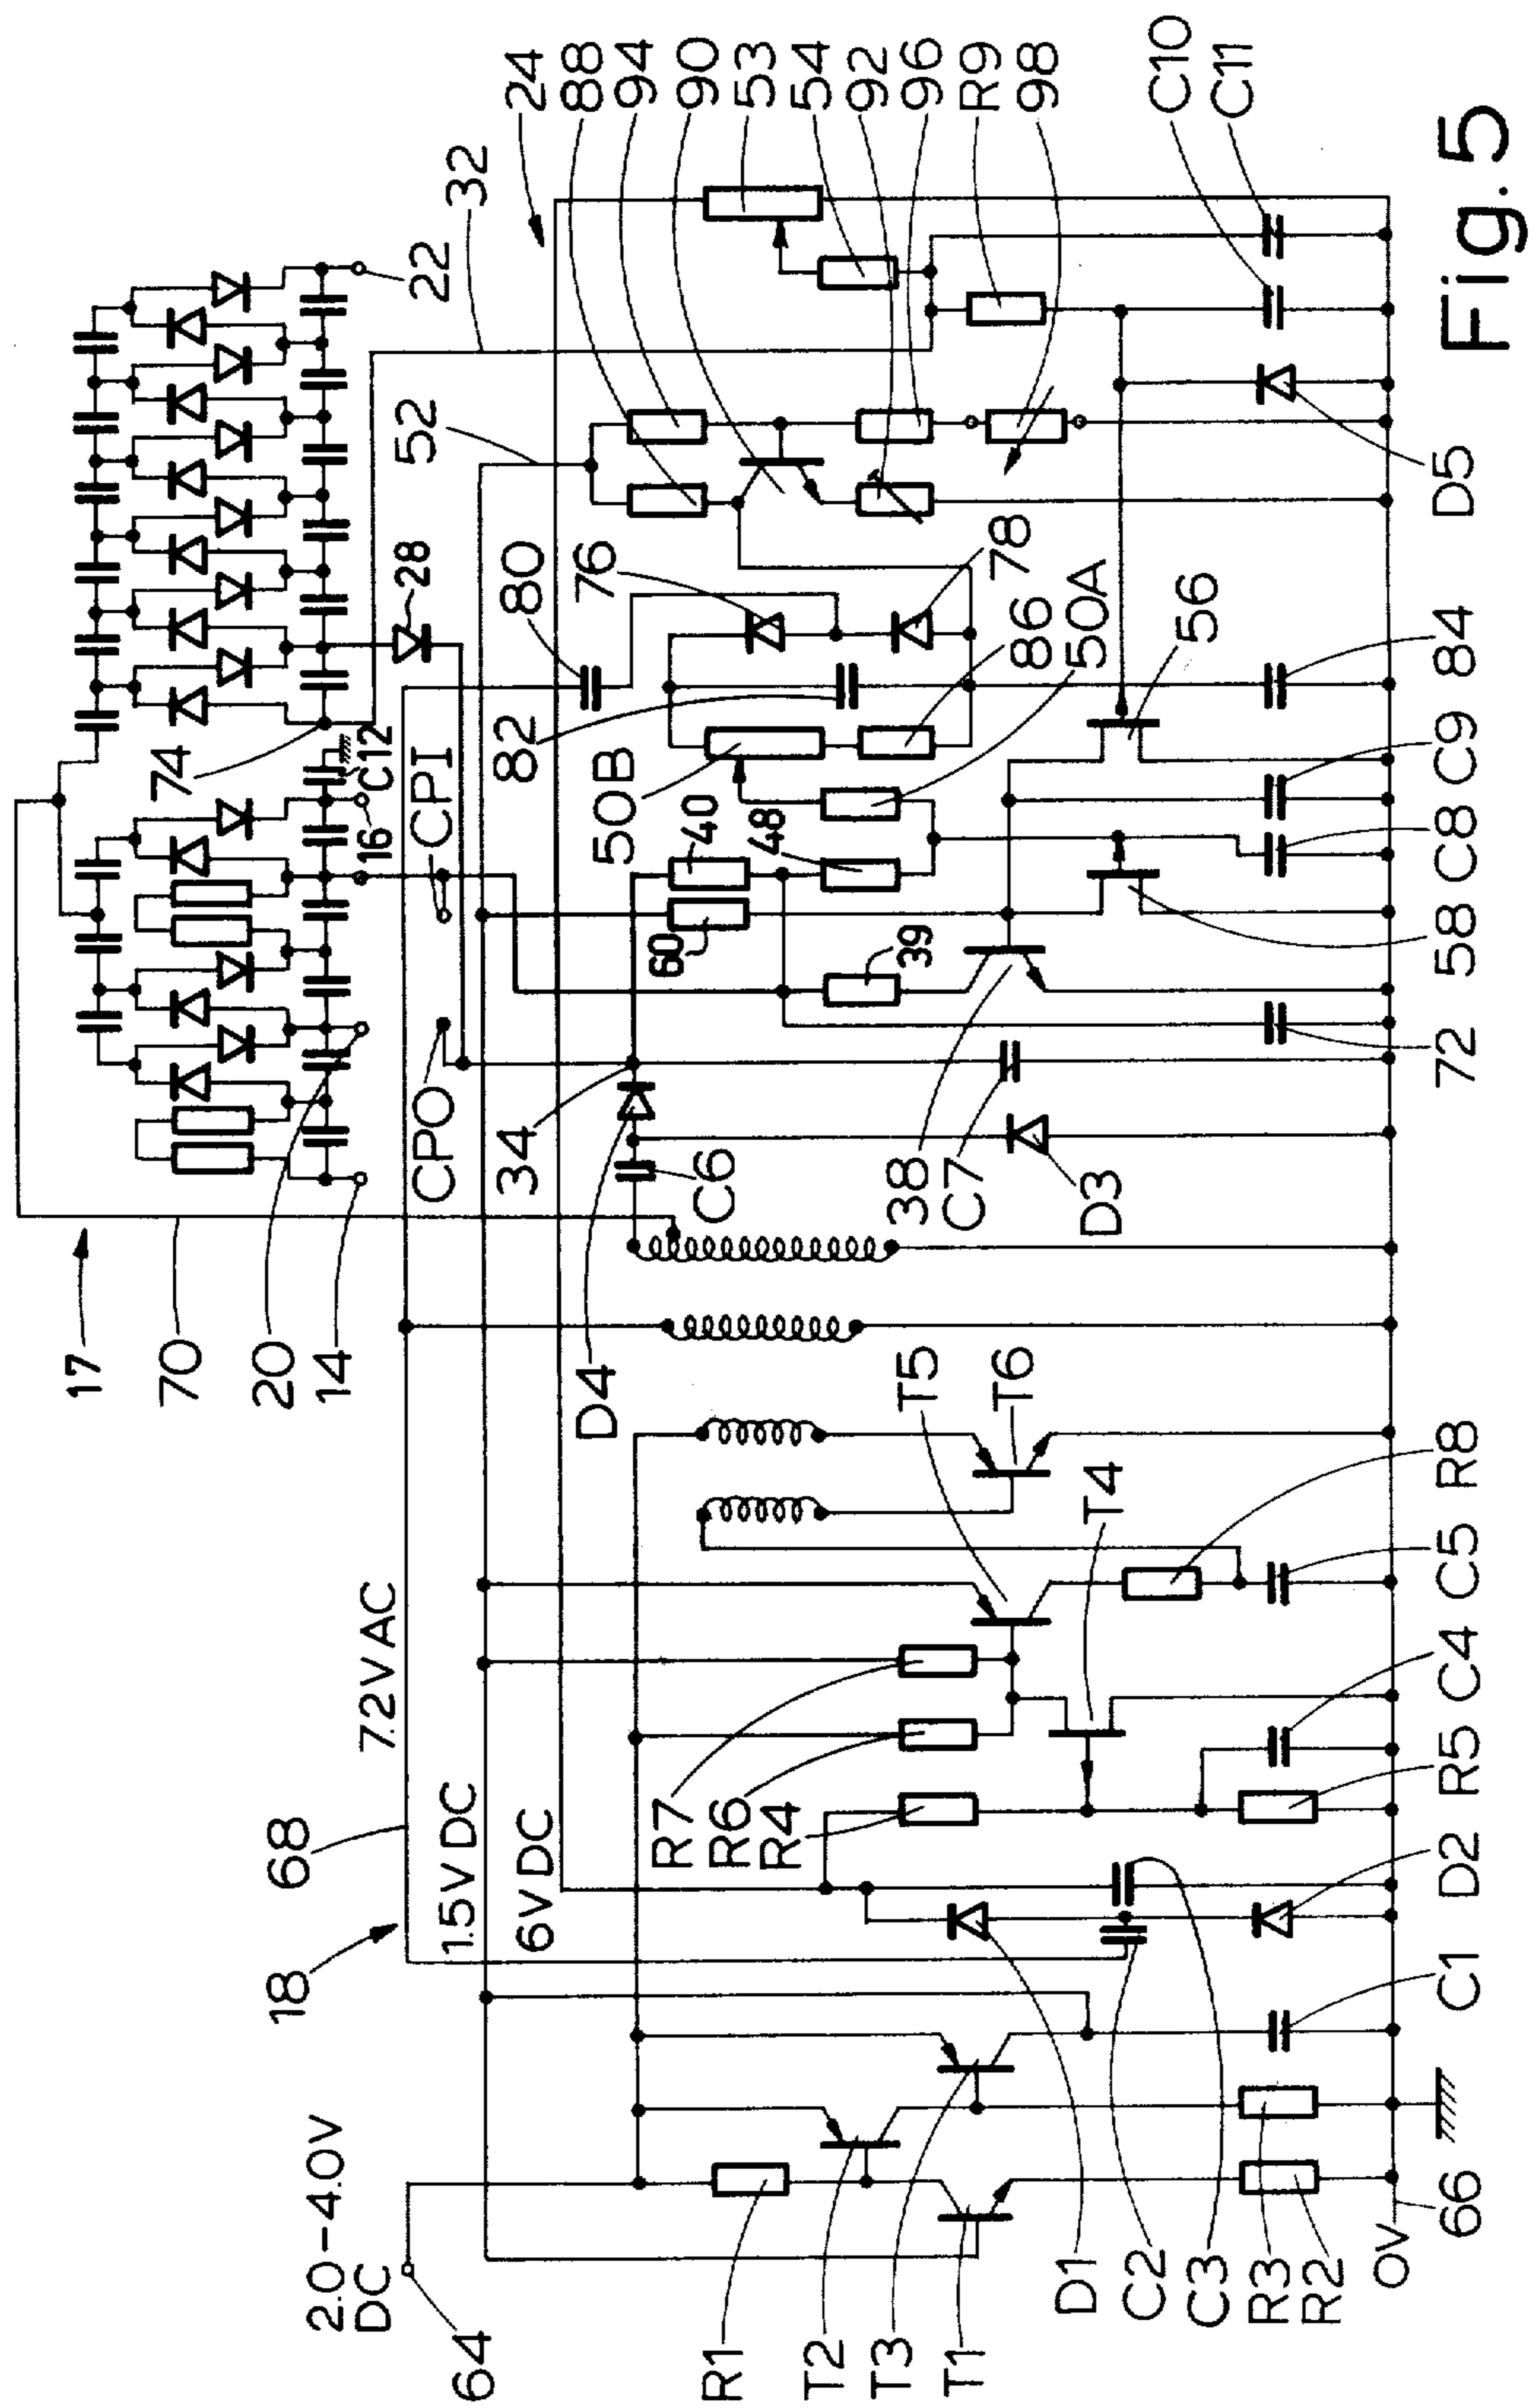 17
70
20
14
74
16
C12
22
32
52
28
24
88
94
90
53
54
92
96
R9
98
C10
C11
CPO
CPI
80
76
78
86
50A
82
50B
40
48
60
39
34
D4
C6
38
C7
D3
72
58
C8
C9
84
56
D5
18
68
7.2V AC
1.5V DC
6V DC
2.0-4.0V
DC
64
R7
R6
R4
T5
T6
T4
R8
R1
T2
T3
T1
D1
C2
C3
R3
R2
0V
66
C1
D2
R5
C4
C5
Fig. 5